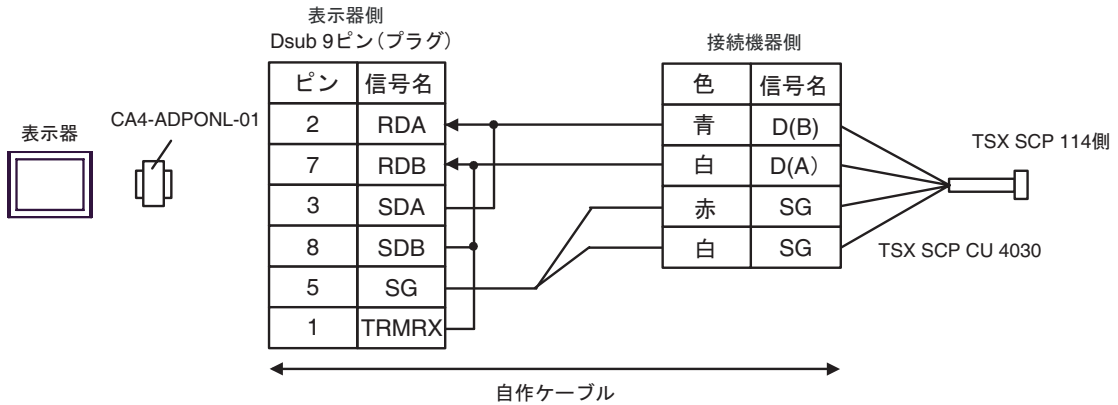 表示器側
Dsub 9ピン(プラグ)
接続機器側
ピン 信号名
色 信号名
表示器
CA4-ADPONL-01
2 RDA
青 D(B)
TSX SCP 114側
7 RDB
白 D(A)
3 SDA
赤 SG
8 SDB
白 SG
TSX SCP CU 4030
5 SG
1 TRMRX
自作ケーブル